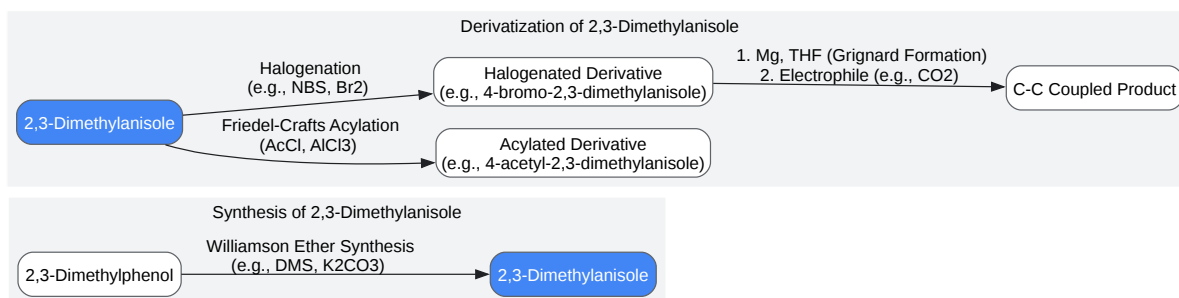 Derivatization of 2,3-Dimethylanisole
2,3-Dimethylanisole
Halogenation
(e.g., NBS, Br2)
Halogenated Derivative
(e.g., 4-bromo-2,3-dimethylanisole)
1. Mg, THF (Grignard Formation)
2. Electrophile (e.g., CO2)
C-C Coupled Product
Friedel-Crafts Acylation
(AcCl, AlCl3)
Acylated Derivative
(e.g., 4-acetyl-2,3-dimethylanisole)
Synthesis of 2,3-Dimethylanisole
2,3-Dimethylphenol
Williamson Ether Synthesis
(e.g., DMS, K2CO3)
2,3-Dimethylanisole